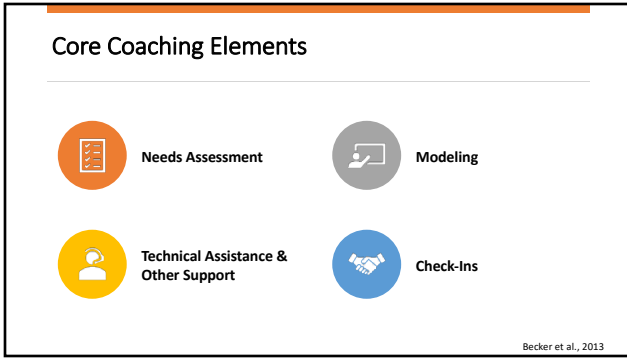 Core Coaching Elements
Needs Assessment
Modeling
Technical Assistance &
Other Support
Check-Ins
Becker et al., 2013